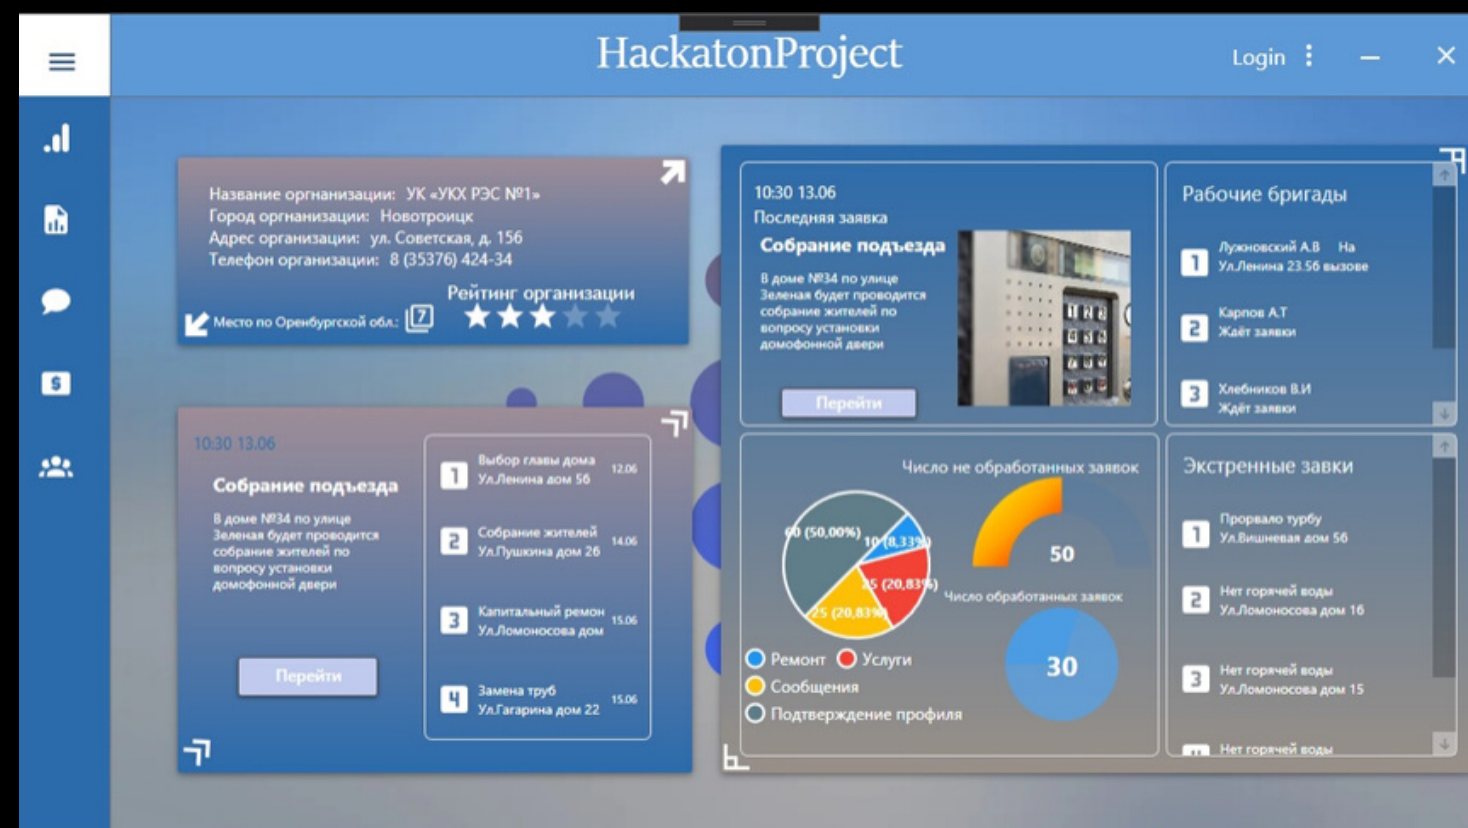 HackatonProject
Login
Название оргнанизации: УК «УКХ РЭС №1»
Город оргнанизации: Новотроицк
Адрес организации: ул. Советская, д. 156
Телефон организации: 8 (35376) 424-34
Рейтинг организации
Место по Оренбургской обл.: 7
10:30 13.06
Собрание подъезда
В доме №34 по улице
Зеленая будет проводится
собрание жителей по
вопросу установки
домофонной двери
Перейти
1 Выбор главы дома 12.06
Ул.Ленина дом 56
2 Собрание жителей 14.06
Ул.Пушкина дом 26
3 Капитальный ремон 15.06
Ул.Ломоносова дом
4 Замена труб 15.06
Ул.Гагарина дом 22
10:30 13.06
Последняя заявка
Собрание подъезда
В доме №34 по улице
Зеленая будет проводится
собрание жителей по
вопросу установки
домофонной двери
Перейти
Рабочие бригады
1 Лужновский А.В На
Ул.Ленина 23.56 вызове
2 Карпов А.Т
Ждёт заявки
3 Хлебников В.И
Ждёт заявки
Число не обработанных заявок
50
Число обработанных заявок
30
60 (50,00%)
10 (8,33%)
25 (20,83%)
25 (20,83%)
Ремонт Услуги
Сообщения
Подтверждение профиля
Экстренные завки
1 Прорвало турбу
Ул.Вишневая дом 56
2 Нет горячей воды
Ул.Ломоносова дом 16
3 Нет горячей воды
Ул.Ломоносова дом 15
Нет горячей воды